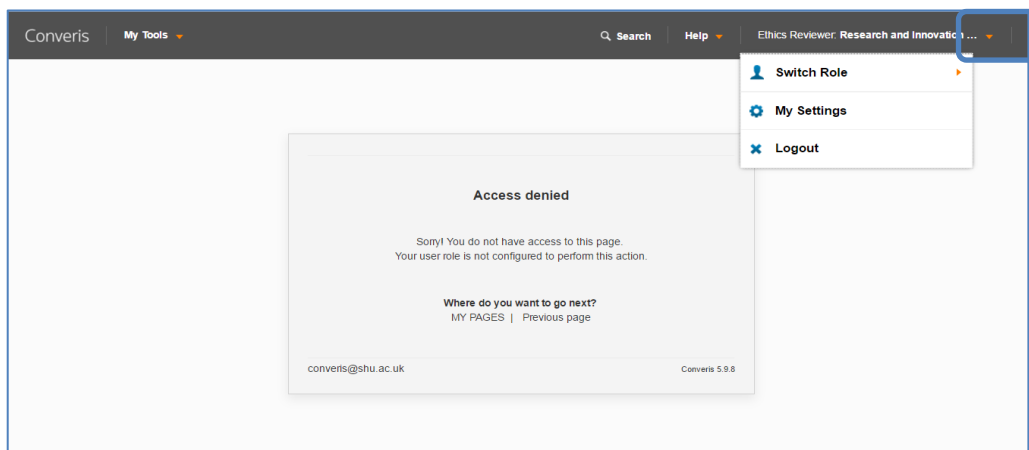 Converis My Tools Search Help Ethics Reviewer: Research and Innovation ...
Switch Role
My Settings
Logout
Access denied
Sorry! You do not have access to this page.
Your user role is not configured to perform this action.
Where do you want to go next?
MY PAGES | Previous page
converis@shu.ac.uk Converis 5.9.8